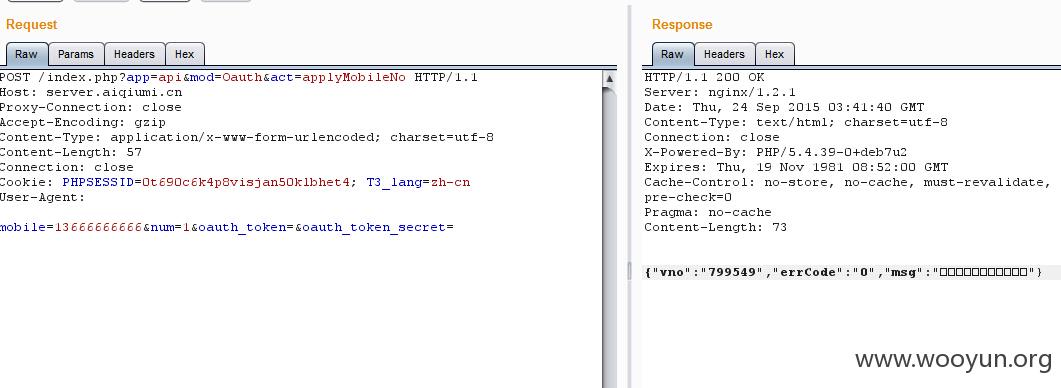 Request
Raw Params Headers Hex
POST /index.php?app=api&mod=Oauth&act=applyMobileNo HTTP/1.1
Host: server.aiqiumi.cn
Proxy-Connection: close
Accept-Encoding: gzip
Content-Type: application/x-www-form-urlencoded; charset=utf-8
Content-Length: 57
Connection: close
Cookie: PHPSESSID=0t690c6k4p8visjan50klbhet4; T3_lang=zh-cn
User-Agent:
mobile=13666666666&num=1&oauth_token=&oauth_token_secret=
Response
Raw Headers Hex
HTTP/1.1 200 OK
Server: nginx/1.2.1
Date: Thu, 24 Sep 2015 03:41:40 GMT
Content-Type: text/html; charset=utf-8
Connection: close
X-Powered-By: PHP/5.4.39-0+deb7u2
Expires: Thu, 19 Nov 1981 08:52:00 GMT
Cache-Control: no-store, no-cache, must-revalidate,
pre-check=0
Pragma: no-cache
Content-Length: 73
{"vno":"799549","errCode":"0","msg":"□□□□□□□□□□□"}
www.wooyun.org